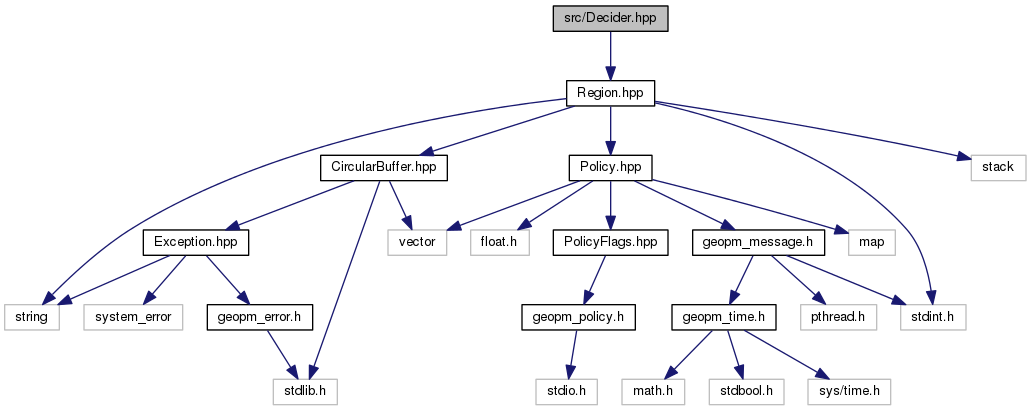 src/Decider.hpp
Region.hpp
CircularBuffer.hpp
Policy.hpp
stack
Exception.hpp
vector
float.h
PolicyFlags.hpp
geopm_message.h
map
string
system_error
geopm_error.h
geopm_policy.h
geopm_time.h
pthread.h
stdint.h
stdlib.h
stdio.h
math.h
stdbool.h
sys/time.h